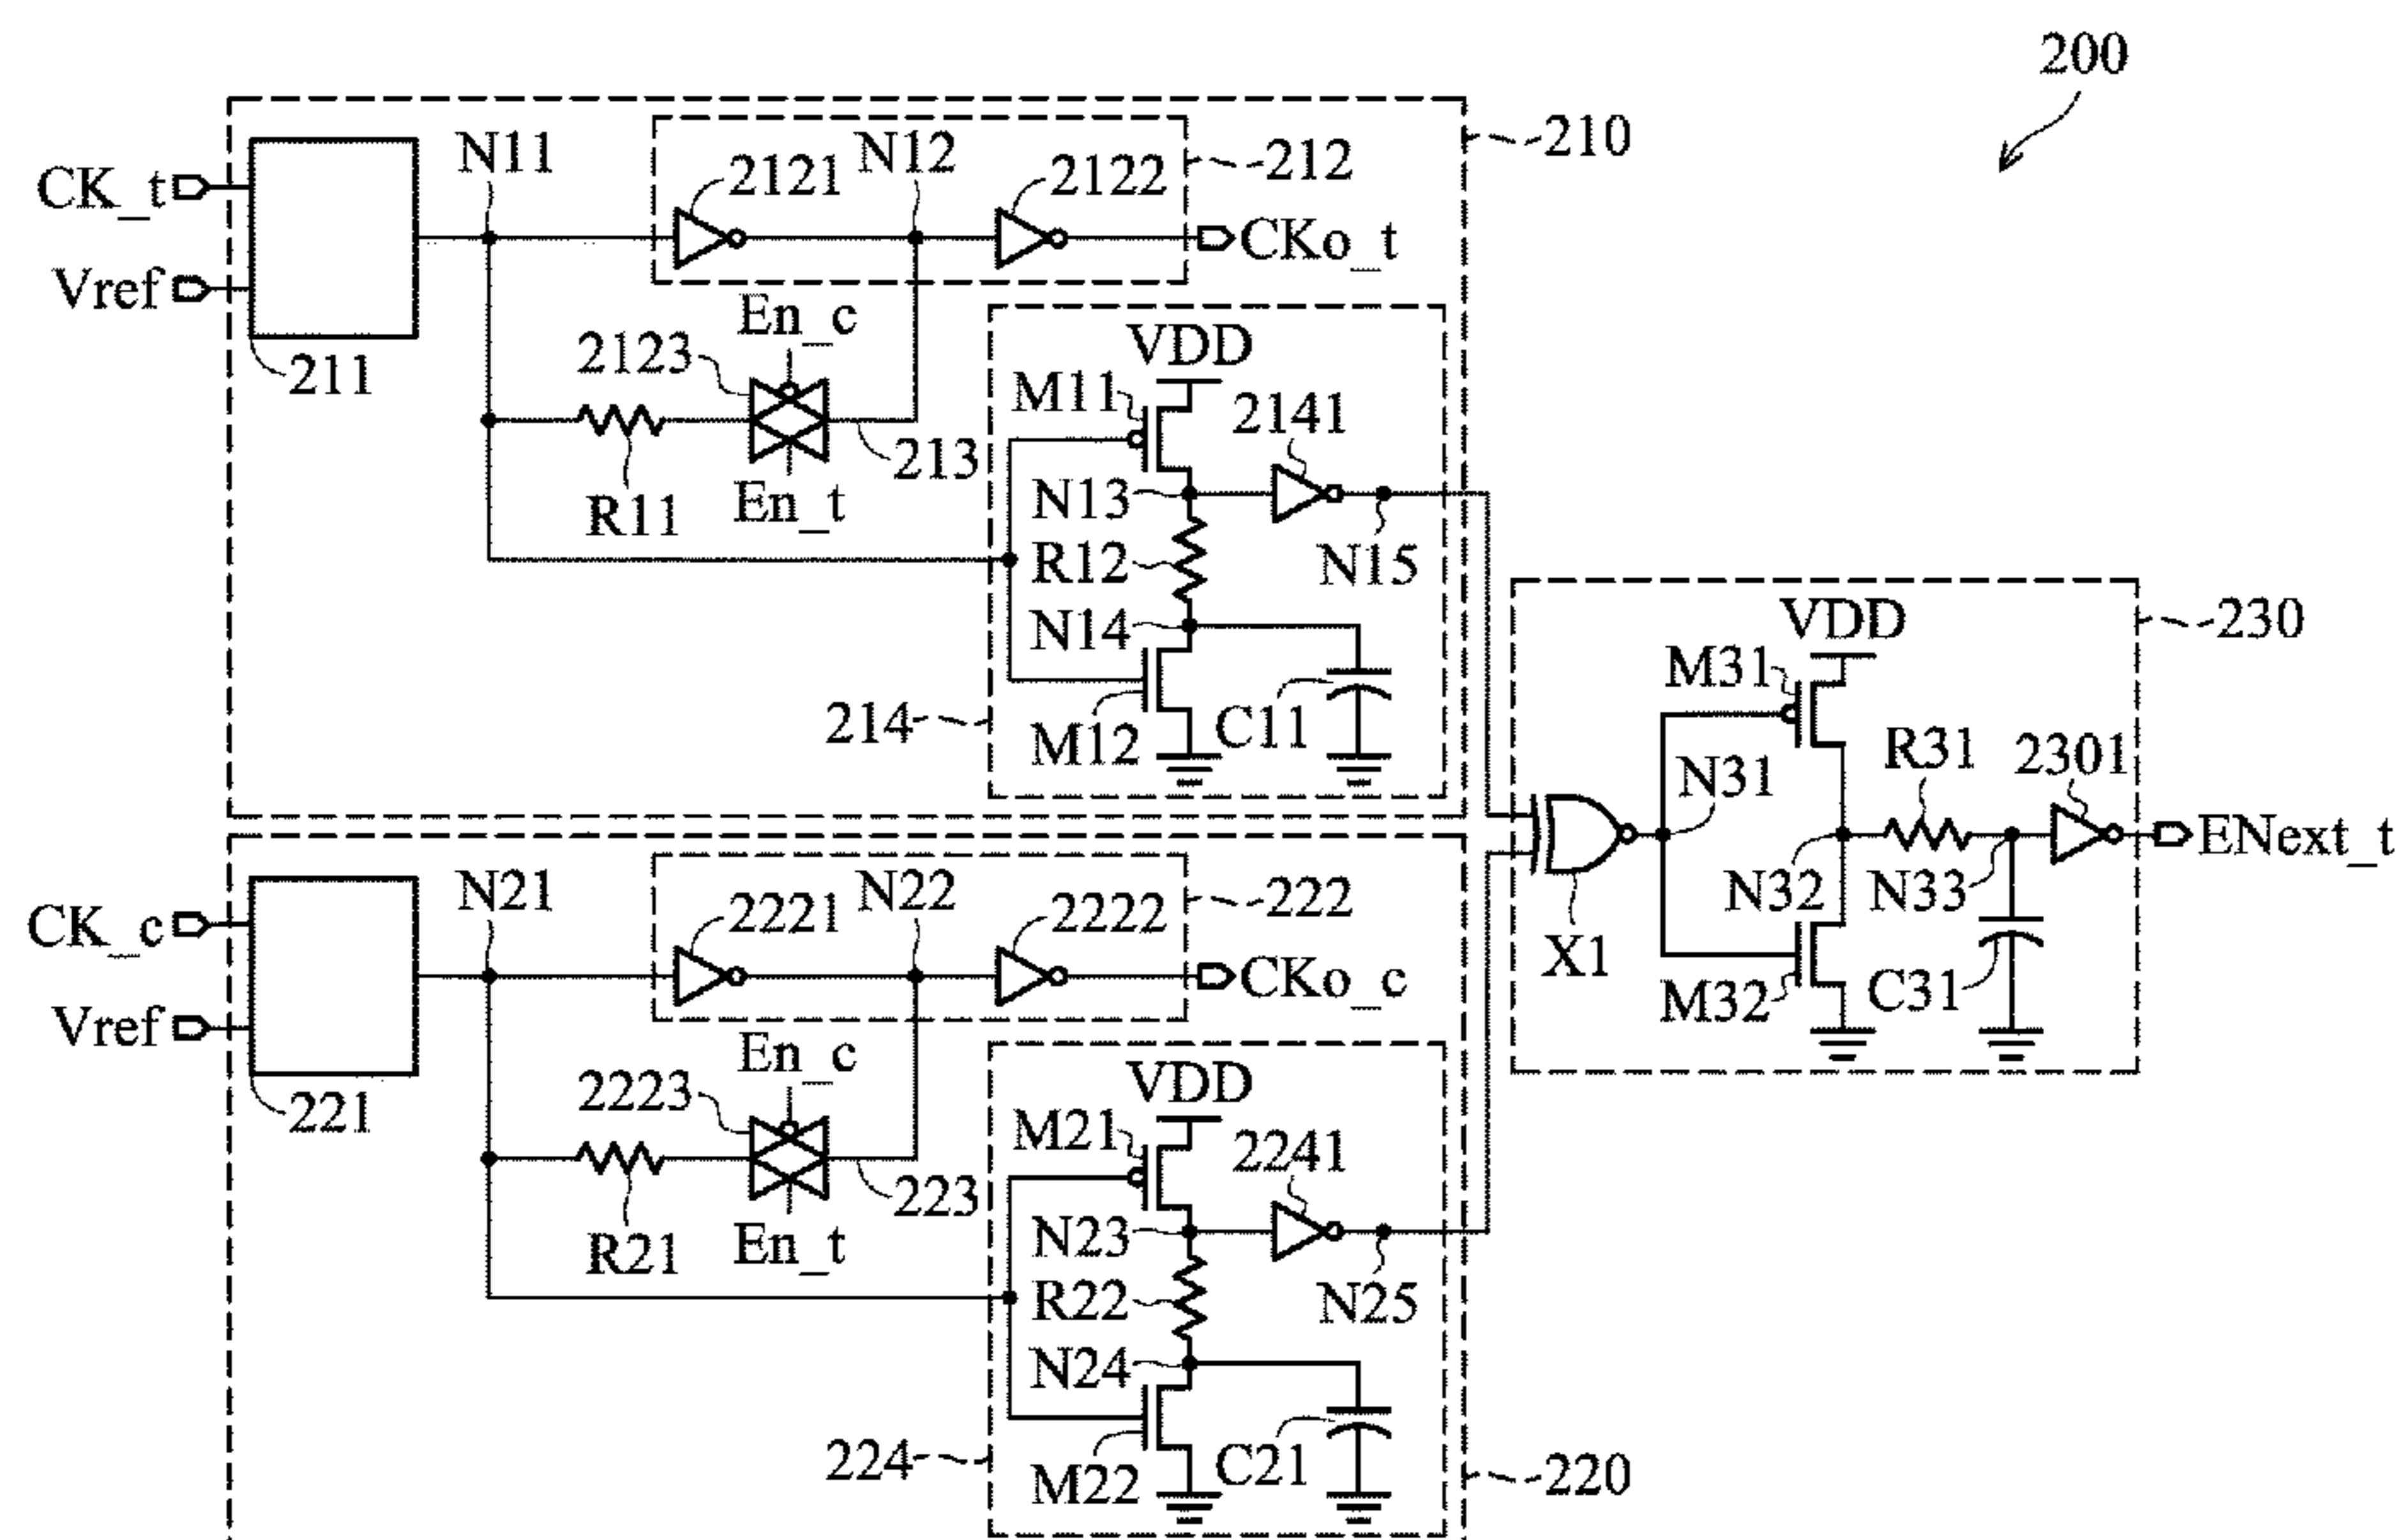 200
210
N11
N12
212
2121
2122
CK_t
CKo_t
Vref
En_c
VDD
211
2123
M11
2141
213
N13
R11
En_t
R12
N15
N14
VDD
230
M31
214
M12
C11
R31
2301
N31
ENext_t
N21
N22
222
2221
2222
N32
N33
CK_c
CKo_c
X1
M32
C31
Vref
En_c
VDD
221
2223
M21
2241
223
N23
R21
En_t
R22
N25
N24
224
M22
C21
220